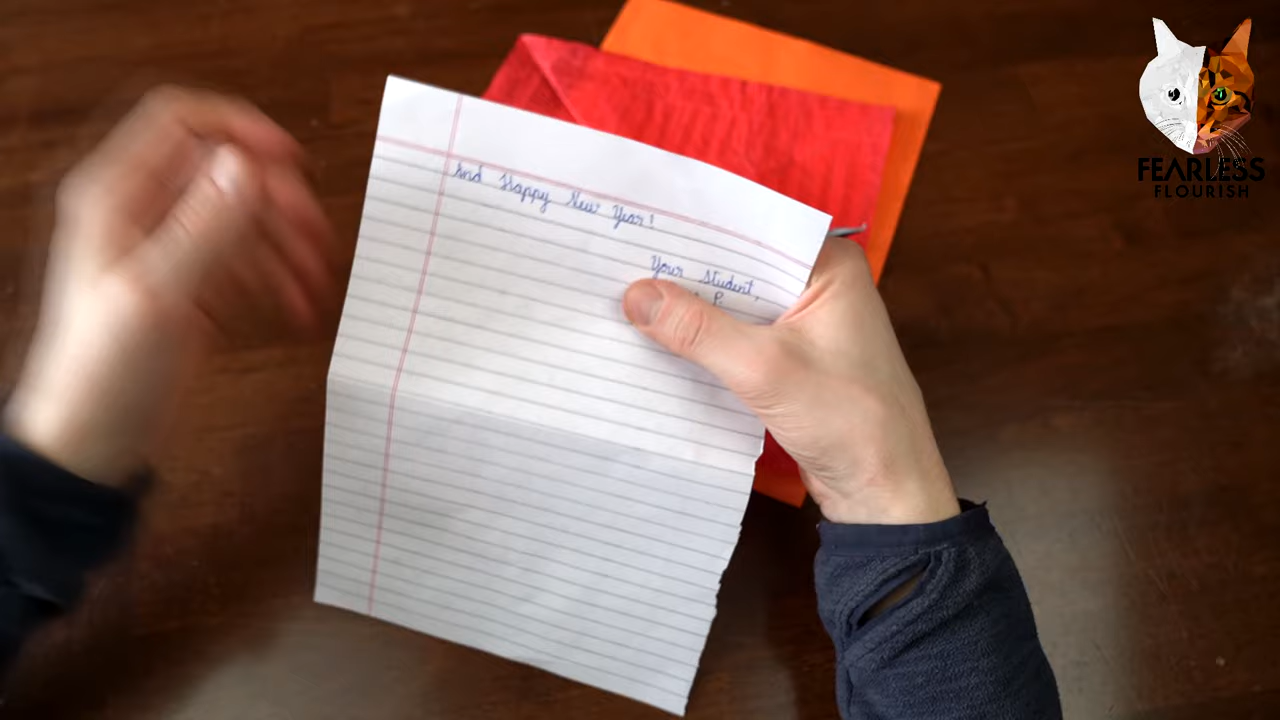 And Happy New Year!
Your Student,
P.
FEARLESS
FLOURISH